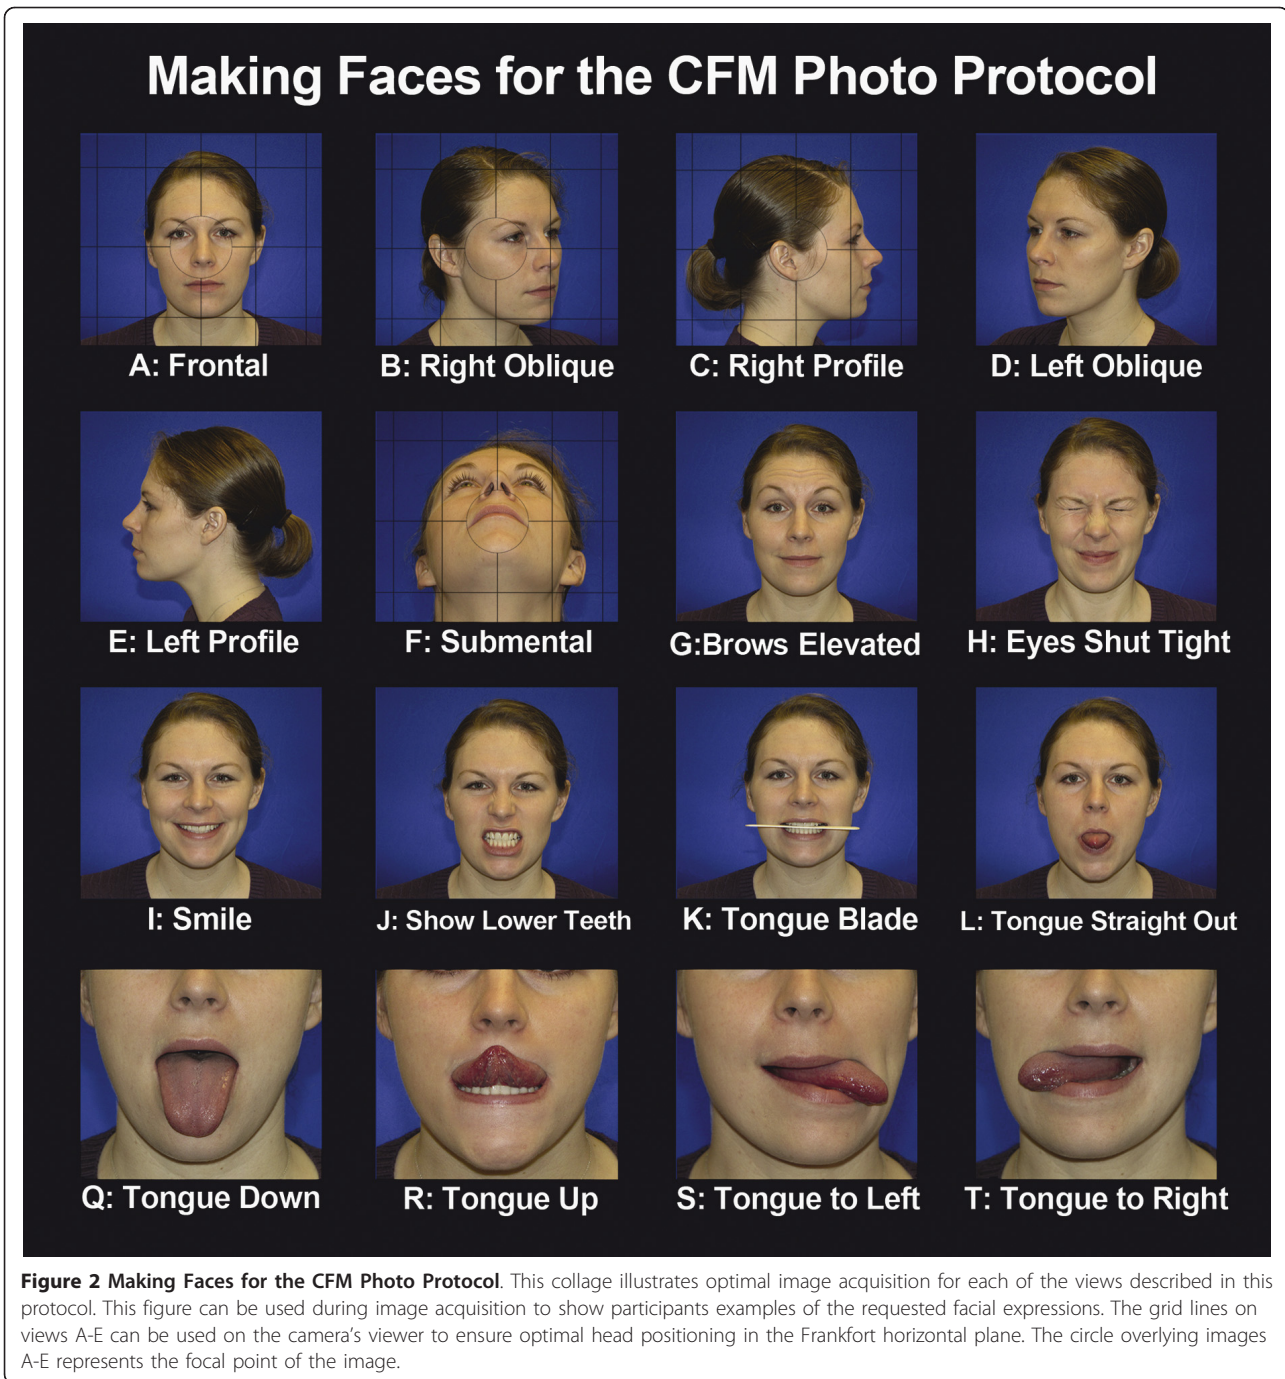 Making Faces for the CFM Photo Protocol
A: Frontal
B: Right Oblique
C: Right Profile
D: Left Oblique
E: Left Profile
F: Submental
G:Brows Elevated
H: Eyes Shut Tight
I: Smile
J: Show Lower Teeth
K: Tongue Blade
L: Tongue Straight Out
Q: Tongue Down
R: Tongue Up
S: Tongue to Left
T: Tongue to Right
Figure 2 Making Faces for the CFM Photo Protocol. This collage illustrates optimal image acquisition for each of the views described in this
protocol. This figure can be used during image acquisition to show participants examples of the requested facial expressions. The grid lines on
views A-E can be used on the camera's viewer to ensure optimal head positioning in the Frankfort horizontal plane. The circle overlying images
A-E represents the focal point of the image.